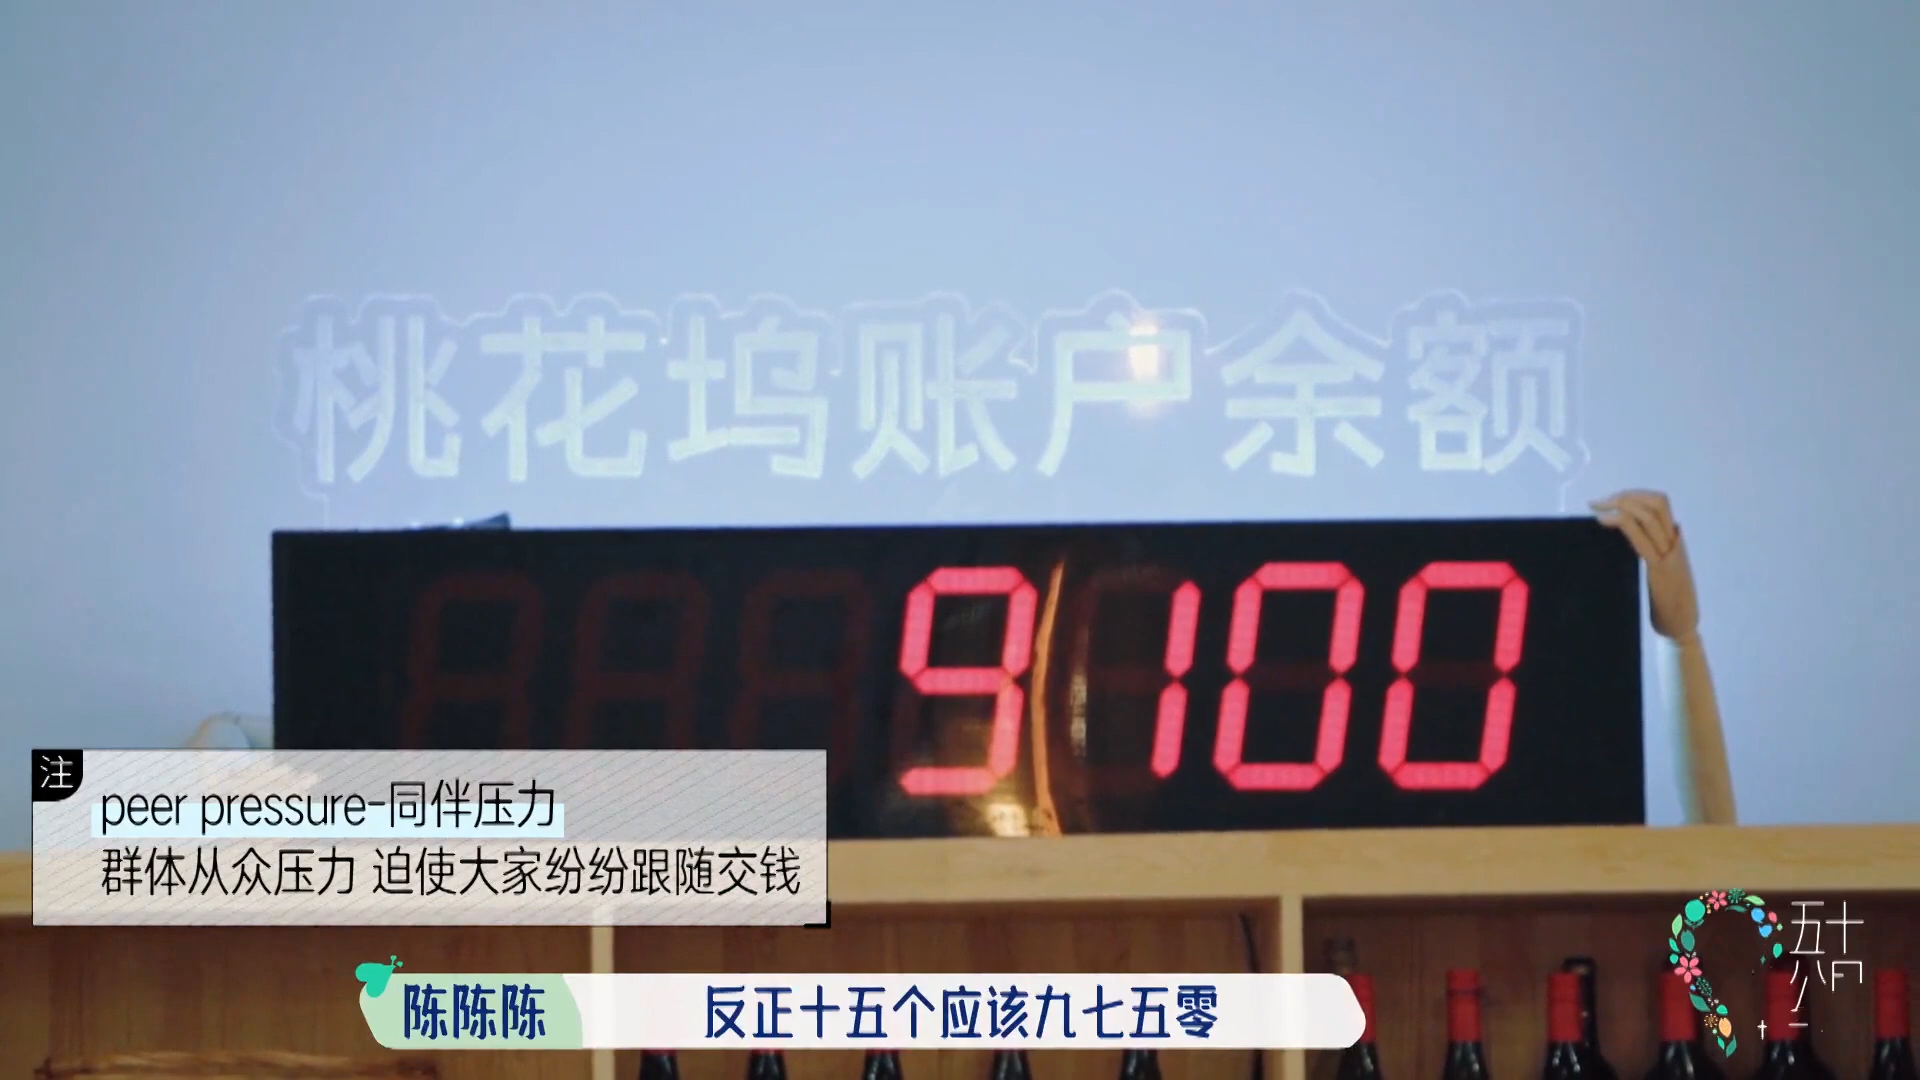 桃花坞账户余额
9100
注
peer pressure-同伴压力
群体从众压力 迫使大家纷纷跟随交钱
陈陈陈
反正十五个应该九七五零